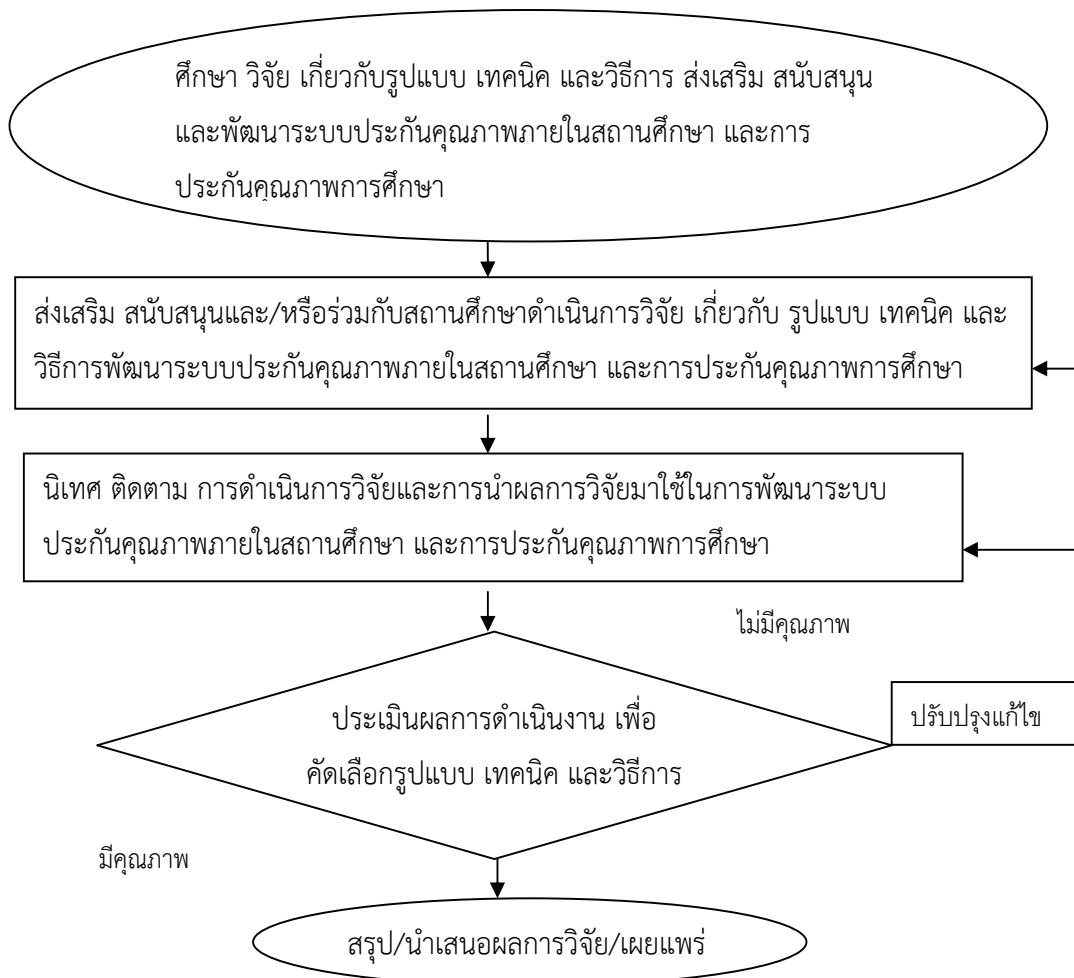 ศึกษา วิจัย เกี่ยวกับรูปแบบ เทคนิค และวิธีการ ส่งเสริม สนับสนุน
และพัฒนาระบบประกันคุณภาพภายในสถานศึกษา และการ
ประกันคุณภาพการศึกษา
ส่งเสริม สนับสนุนและ/หรือร่วมกับสถานศึกษาดำเนินการวิจัย เกี่ยวกับ รูปแบบ เทคนิค และ
วิธีการพัฒนาระบบประกันคุณภาพภายในสถานศึกษา และการประกันคุณภาพการศึกษา
นิเทศ ติดตาม การดำเนินการวิจัยและการนำผลการวิจัยมาใช้ในการพัฒนาระบบ
ประกันคุณภาพภายในสถานศึกษา และการประกันคุณภาพการศึกษา
ไม่มีคุณภาพ
ประเมินผลการดำเนินงาน เพื่อ
คัดเลือกรูปแบบ เทคนิค และวิธีการ
ปรับปรุงแก้ไข
มีคุณภาพ
สรุป/นำเสนอผลการวิจัย/เผยแพร่